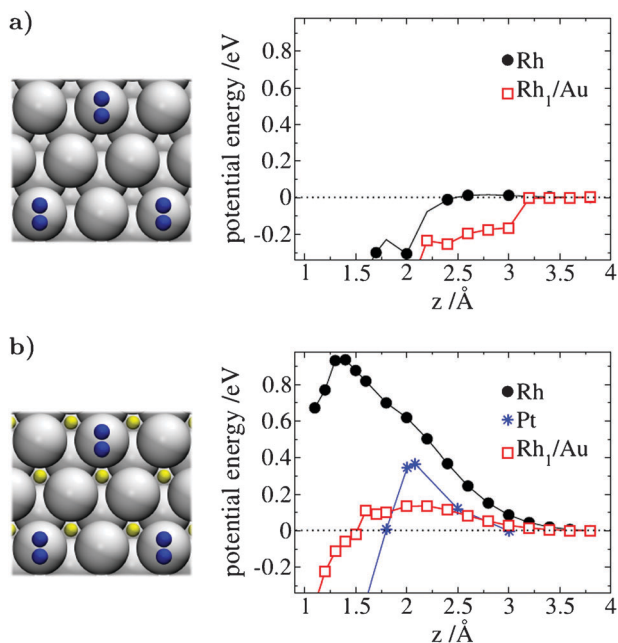 a)
potential energy /eV
0.8
0.6
0.4
0.2
0
-0.2
Rh
Rh₁/Au
1 1.5 2 2.5 3 3.5 4
z /Å
b)
potential energy /eV
0.8
0.6
0.4
0.2
0
-0.2
Rh
Pt
Rh₁/Au
1 1.5 2 2.5 3 3.5 4
z /Å